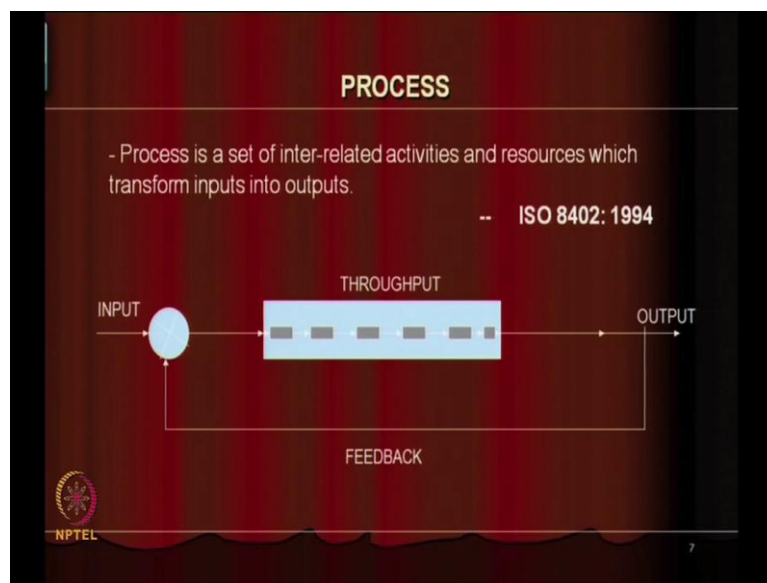 PROCESS
- Process is a set of inter-related activities and resources which
transform inputs into outputs.
-- ISO 8402: 1994
THROUGHPUT
INPUT
OUTPUT
FEEDBACK
NPTEL
7